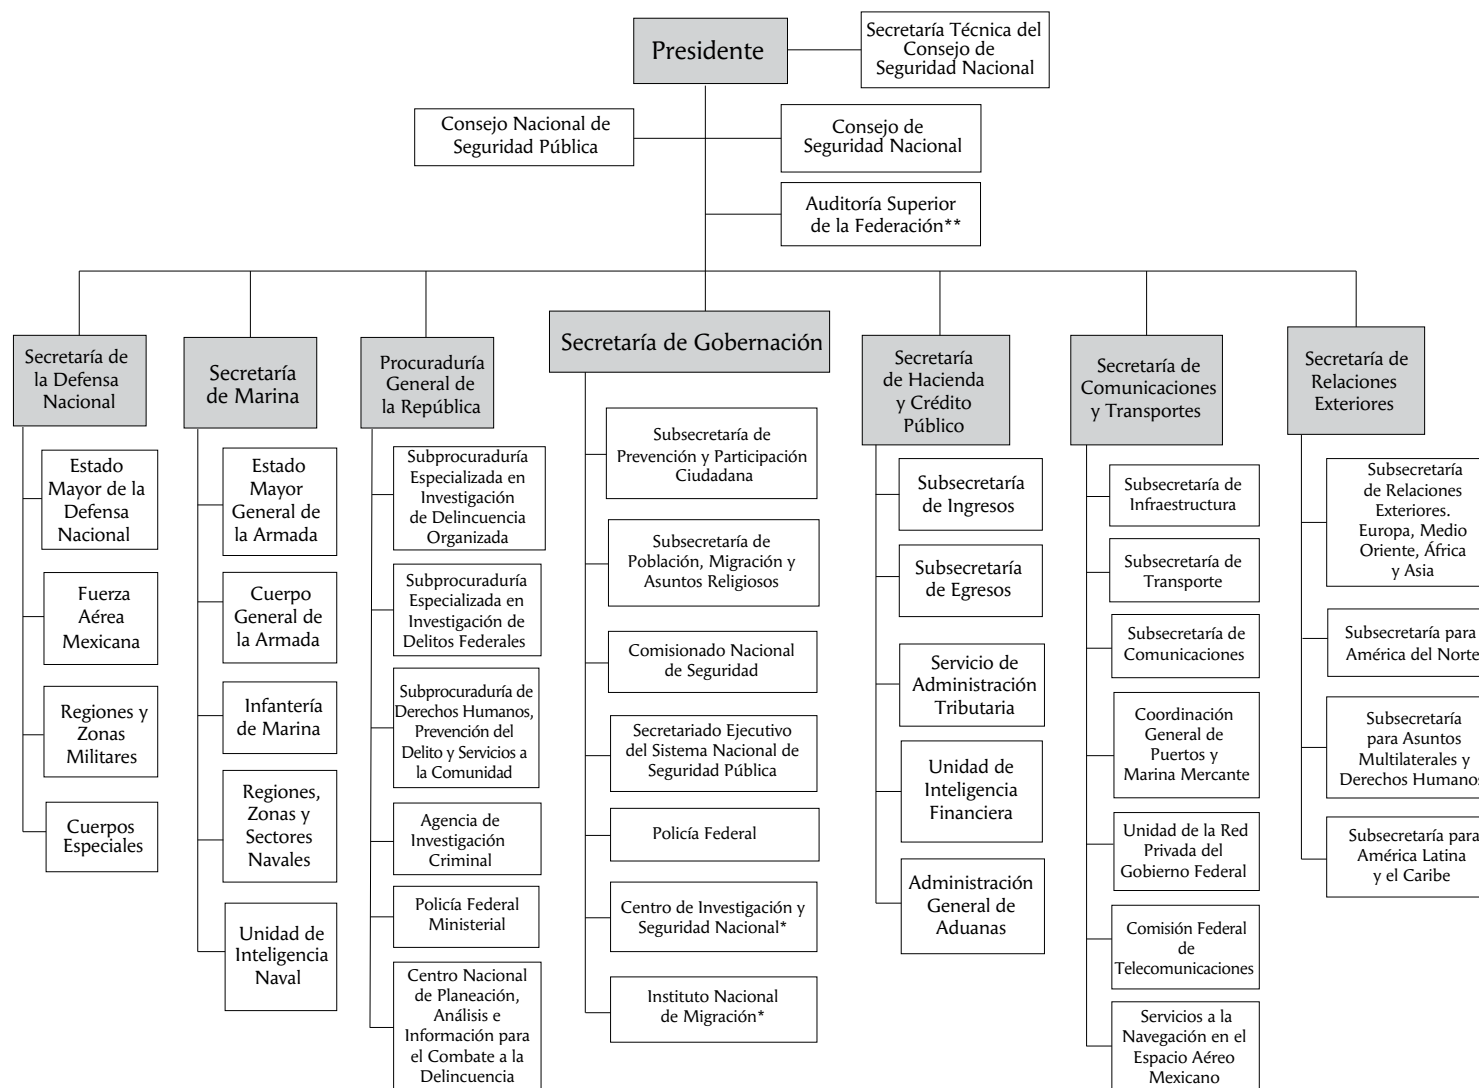 Presidente
Secretaría Técnica del
Consejo de
Seguridad Nacional
Consejo Nacional de
Seguridad Pública
Consejo de
Seguridad Nacional
Auditoría Superior
de la Federación**
Secretaría de
la Defensa
Nacional
Estado
Mayor de la
Defensa
Nacional
Fuerza
Aérea
Mexicana
Regiones y
Zonas
Militares
Cuerpos
Especiales
Secretaría
de Marina
Estado
Mayor
General de
la Armada
Cuerpo
General de
la Armada
Infantería
de Marina
Regiones,
Zonas y
Sectores
Navales
Unidad de
Inteligencia
Naval
Procuraduría
General de
la República
Subprocuraduría
Especializada en
Investigación
de Delincuencia
Organizada
Subprocuraduría
Especializada en
Investigación de
Delitos Federales
Subprocuraduría de
Derechos Humanos,
Prevención del
Delito y Servicios a
la Comunidad
Agencia de
Investigación
Criminal
Policía Federal
Ministerial
Centro Nacional
de Planeación,
Análisis e
Información para
el Combate a la
Delincuencia
Secretaría de Gobernación
Subsecretaría de
Prevención y Participación
Ciudadana
Subsecretaría de
Población, Migración y
Asuntos Religiosos
Comisionado Nacional
de Seguridad
Secretariado Ejecutivo
del Sistema Nacional de
Seguridad Pública
Policía Federal
Centro de Investigación y
Seguridad Nacional*
Instituto Nacional
de Migración*
Secretaría
de Hacienda
y Crédito
Público
Subsecretaría
de Ingresos
Subsecretaría
de Egresos
Servicio de
Administración
Tributaria
Unidad de
Inteligencia
Financiera
Administración
General de
Aduanas
Secretaría de
Comunicaciones
y Transportes
Subsecretaría de
Infraestructura
Subsecretaría de
Transporte
Subsecretaría de
Comunicaciones
Coordinación
General de
Puertos y
Marina Mercante
Unidad de la Red
Privada del
Gobierno Federal
Comisión Federal
de
Telecomunicaciones
Servicios a la
Navegación en el
Espacio Aéreo
Mexicano
Secretaría de
Relaciones
Exteriores
Subsecretaría
de Relaciones
Exteriores.
Europa, Medio
Oriente, África
y Asia
Subsecretaría para
América del Norte
Subsecretaría
para Asuntos
Multilaterales y
Derechos Humanos
Subsecretaría para
América Latina
y el Caribe